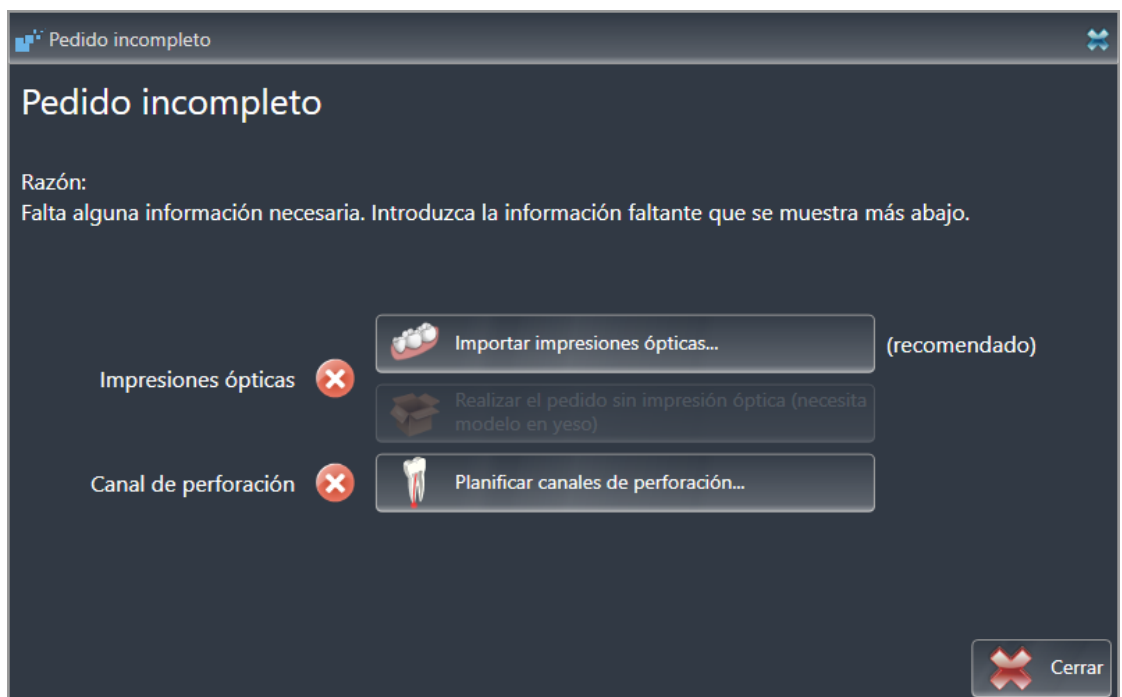 Pedido incompleto
Pedido incompleto
Razón:
Falta alguna información necesaria. Introduzca la información faltante que se muestra más abajo.
Importar impresiones ópticas...
(recomendado)
Impresiones ópticas
Realizar el pedido sin impresión óptica (necesita
modelo en yeso)
Canal de perforación
Planificar canales de perforación...
Cerrar